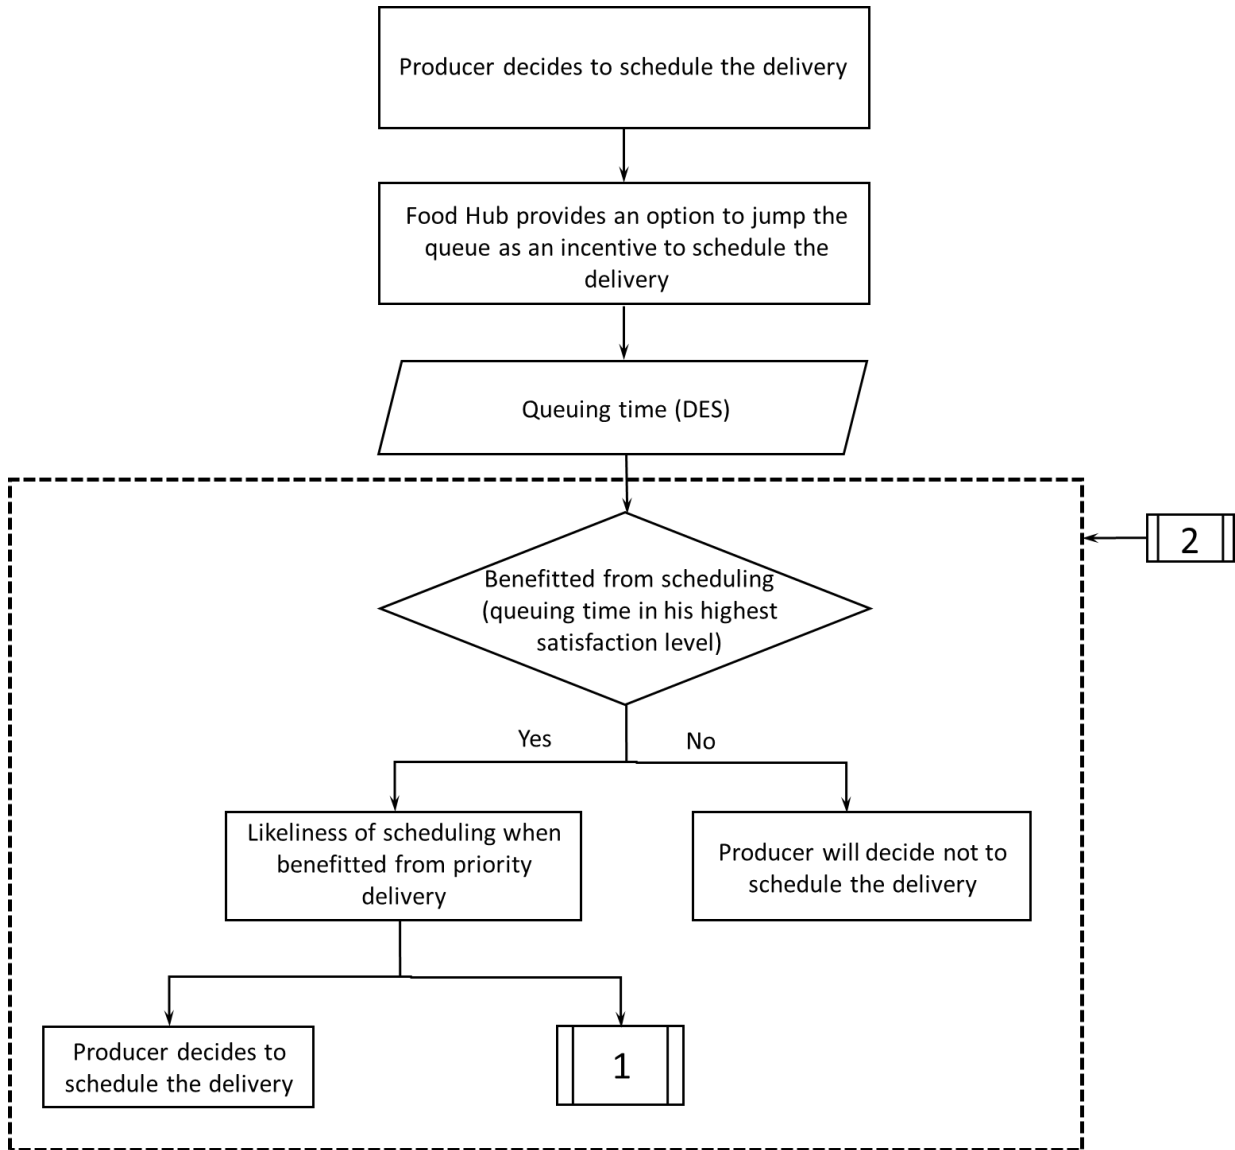 Producer decides to schedule the delivery
Food Hub provides an option to jump the
queue as an incentive to schedule the
delivery
Queuing time (DES)
2
Benefitted from scheduling
(queuing time in his highest
satisfaction level)
Yes
No
Likeliness of scheduling when
benefitted from priority
delivery
Producer will decide not to
schedule the delivery
Producer decides to
schedule the delivery
1